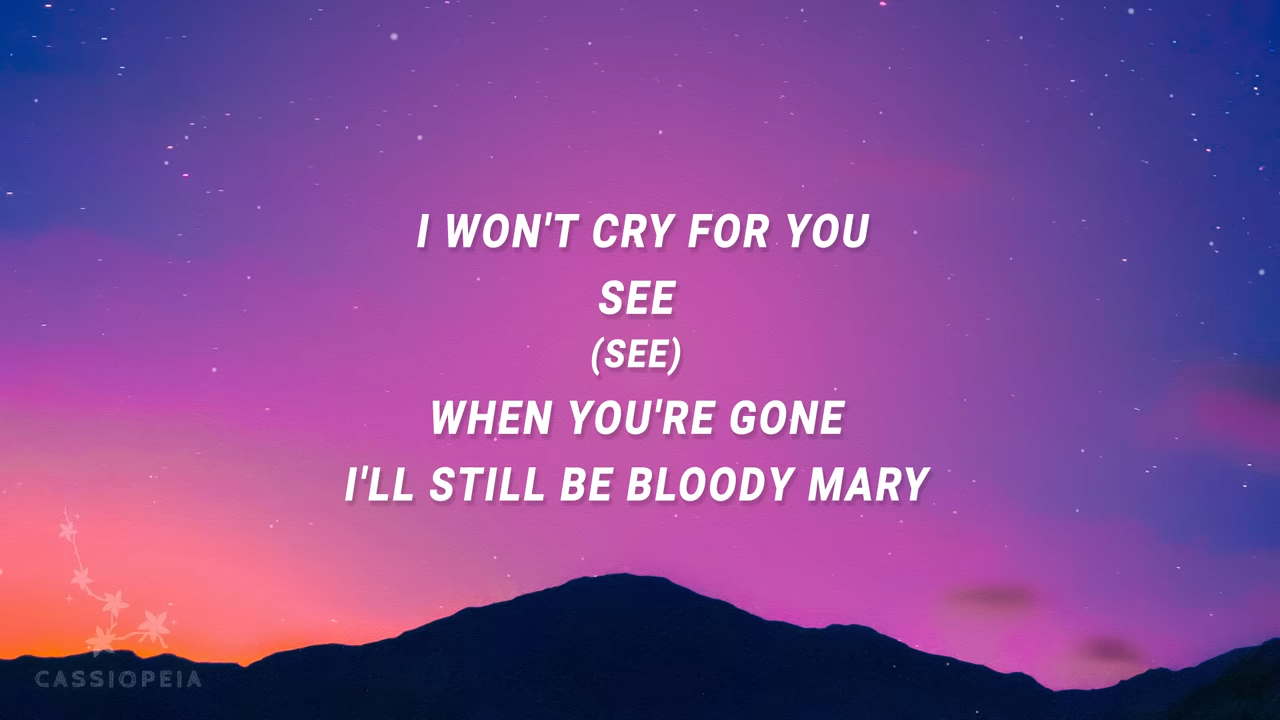 I WON'T CRY FOR YOU
SEE
(SEE)
WHEN YOU'RE GONE
I'LL STILL BE BLOODY MARY
CASSIOPEIA